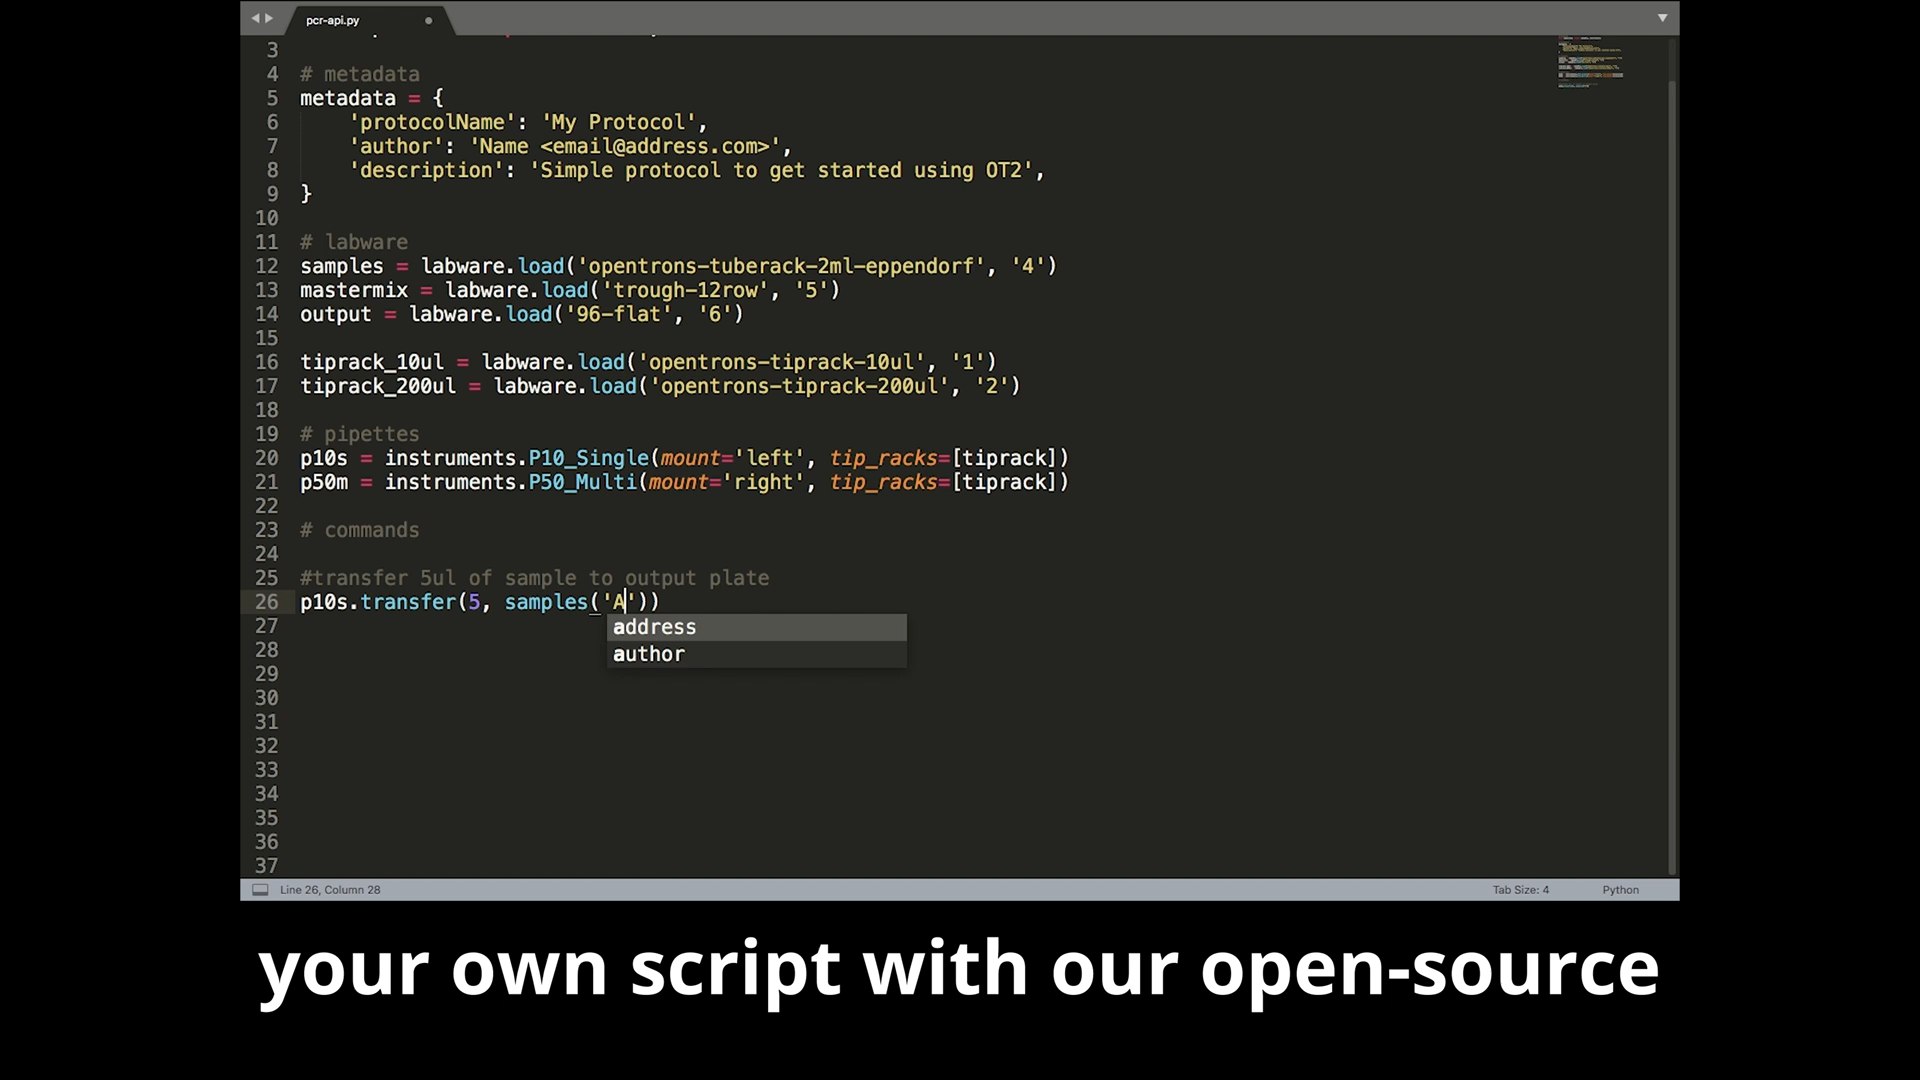 pcr-api.py
3
4 # metadata
5 metadata = {
6 'protocolName': 'My Protocol',
7 'author': 'Name <email@address.com>',
8 'description': 'Simple protocol to get started using OT2',
9 }
10
11 # labware
12 samples = labware.load('opentrons-tuberack-2ml-eppendorf', '4')
13 mastermix = labware.load('trough-12row', '5')
14 output = labware.load('96-flat', '6')
15
16 tiprack_10ul = labware.load('opentrons-tiprack-10ul', '1')
17 tiprack_200ul = labware.load('opentrons-tiprack-200ul', '2')
18
19 # pipettes
20 p10s = instruments.P10_Single(mount='left', tip_racks=[tiprack])
21 p50m = instruments.P50_Multi(mount='right', tip_racks=[tiprack])
22
23 # commands
24
25 #transfer 5ul of sample to output plate
26 p10s.transfer(5, samples('A'))
address
27
author
28
29
30
31
32
33
34
35
36
37
Line 26, Column 28 Tab Size: 4 Python
your own script with our open-source